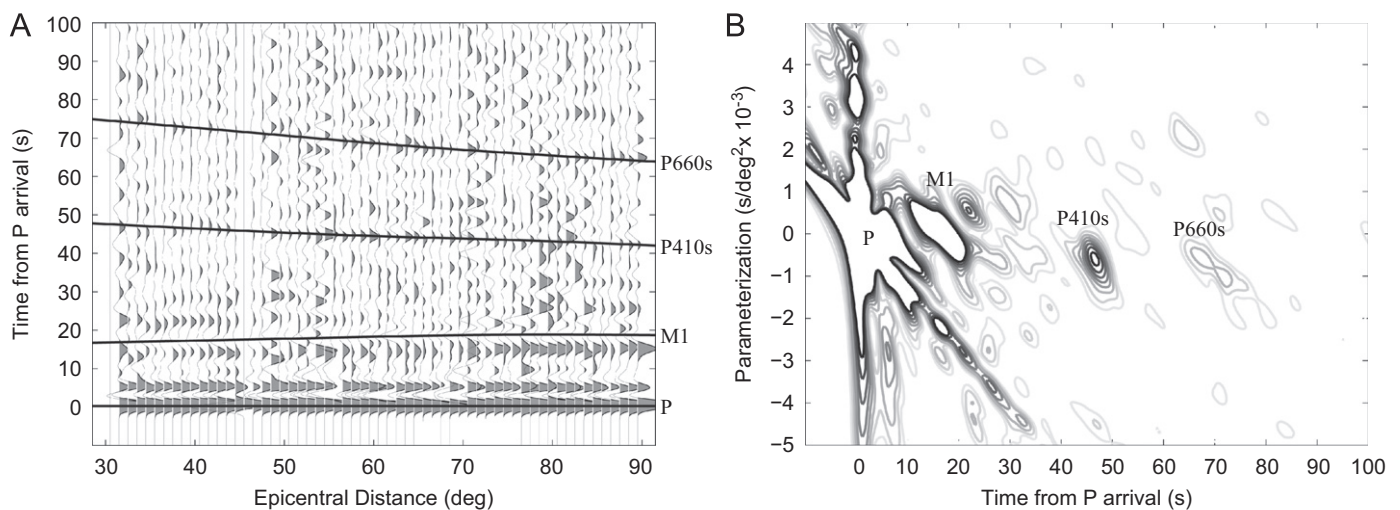 A
Time from P arrival (s)
100
90
80
70
60
50
40
30
20
10
0
P660s
P410s
M1
P
30
40
50
60
70
80
90
Epicentral Distance (deg)
B
Parameterization (s/deg²x 10⁻³)
4
3
2
1
0
−1
−2
−3
−4
−5
P
M1
P410s
P660s
0
10
20
30
40
50
60
70
80
90
100
Time from P arrival (s)